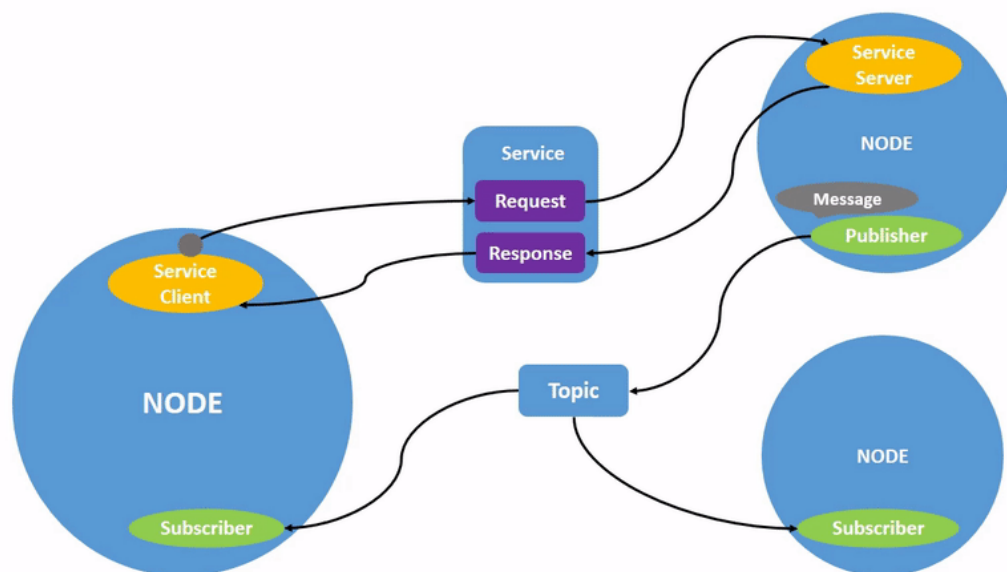 Service
Server
NODE
Message
Publisher
Service
Request
Response
Service
Client
NODE
Subscriber
Topic
NODE
Subscriber